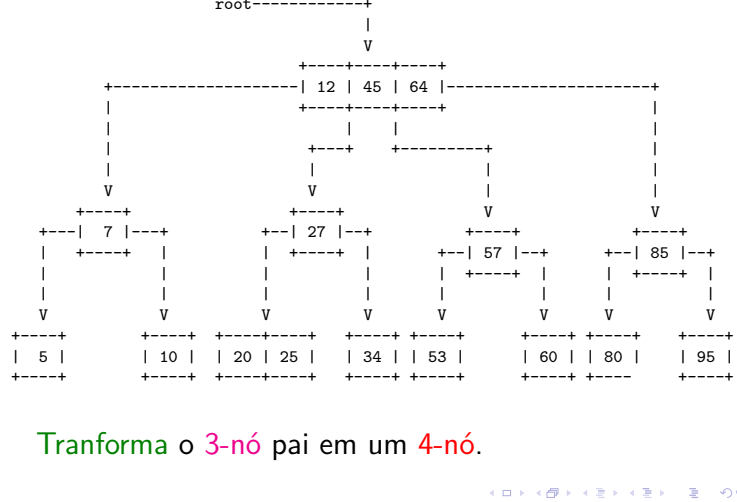 root------------+
|
V
+----+----+----+
+------------------| 12 | 45 | 64 |----------------------+
| +----+----+----+ |
| | | |
| +---+ +---------+ |
| | | |
V V | |
+----+ +----+ V V
+---| 7 |---+ +--| 27 |--+ +----+ +----+
| +----+ | | +----+ | +--| 57 |--+ +--| 85 |--+
| | | | | +----+ | | +----+ |
| | | | | | | |
V V V V V V V V
+----+ +----+ +----+----+ +----+ +----+ +----+ +----+ +----+
| 5 | | 10 | | 20 | 25 | | 34 | | 53 | | 60 | | 80 | | 95 |
+----+ +----+ +----+----+ +----+ +----+ +----+ +---- +----+
Tranforma o 3-nó pai em um 4-nó.